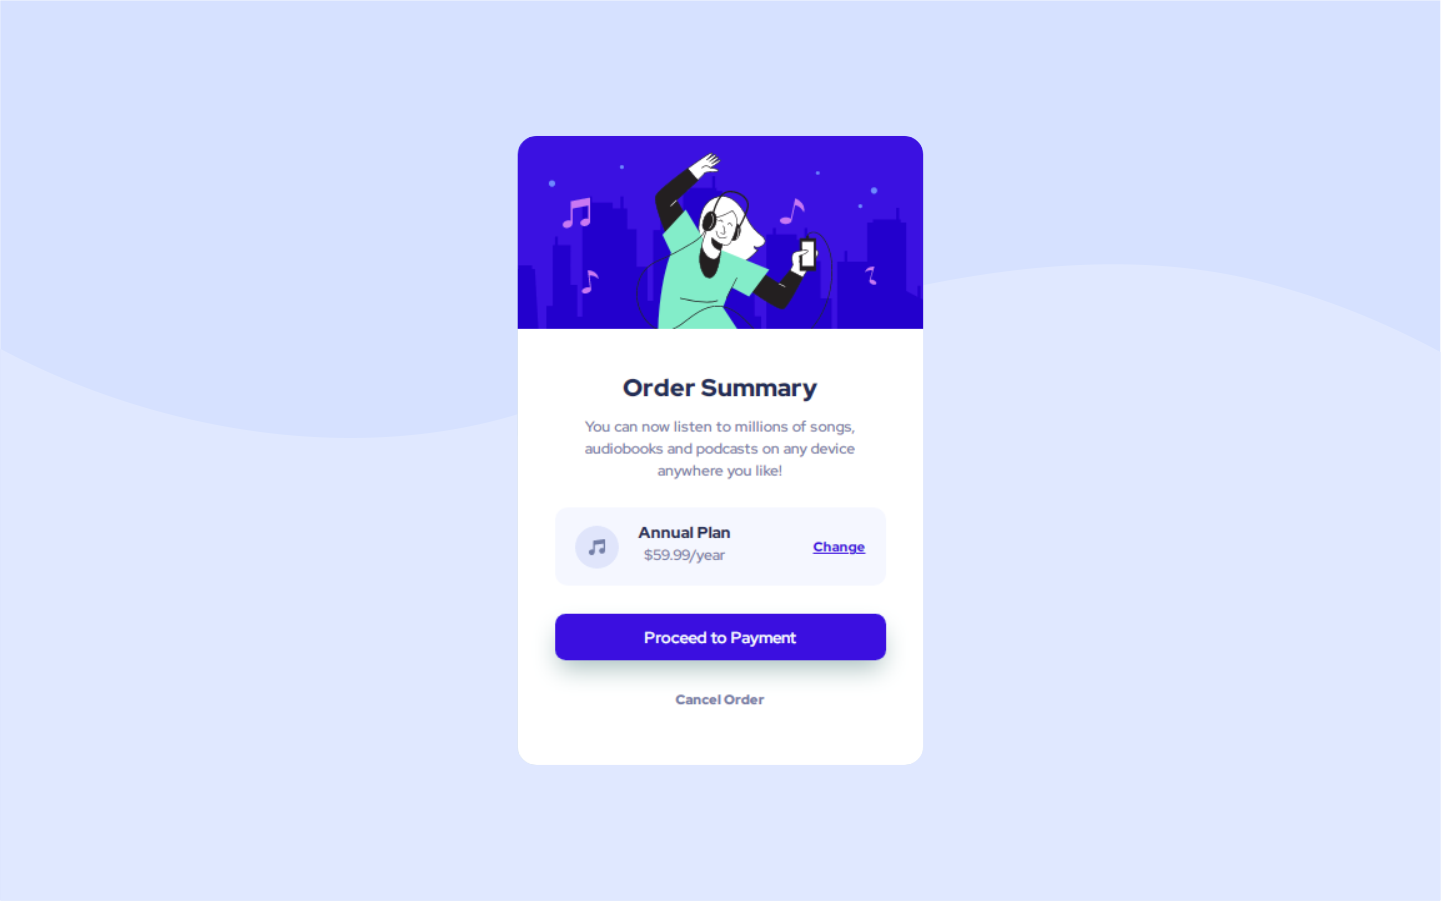 Order Summary
You can now listen to millions of songs,
audiobooks and podcasts on any device
anywhere you like!
Annual Plan
$59.99/year
Change
Proceed to Payment
Cancel Order